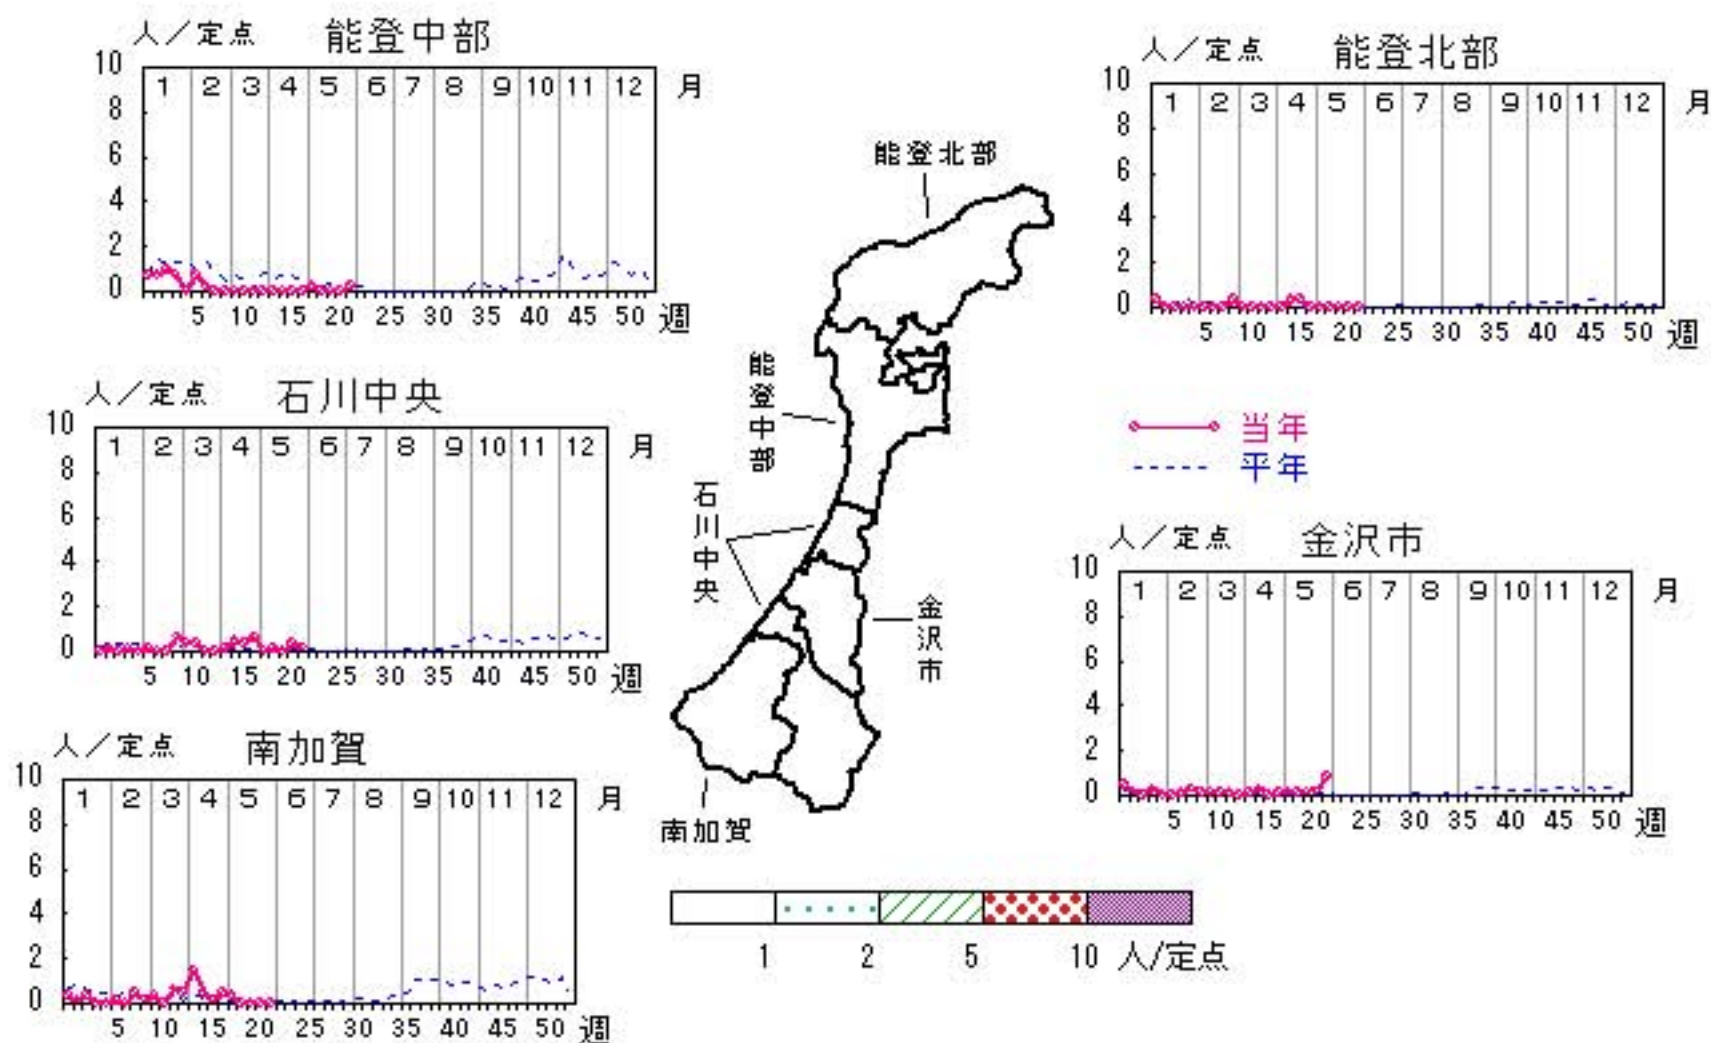 人／定点 能登中部
10 8 6 4 2 0
1 2 3 4 5 6 7 8 9 10 11 12 月
5 10 15 20 25 30 35 40 45 50 週
人／定点 能登北部
10 8 6 4 2 0
1 2 3 4 5 6 7 8 9 10 11 12 月
5 10 15 20 25 30 35 40 45 50 週
人／定点 石川中央
10 8 6 4 2 0
1 2 3 4 5 6 7 8 9 10 11 12 月
5 10 15 20 25 30 35 40 45 50 週
能登北部
能登中部
石川中央
金沢市
南加賀
当年
平年
人／定点 金沢市
10 8 6 4 2 0
1 2 3 4 5 6 7 8 9 10 11 12 月
5 10 15 20 25 30 35 40 45 50 週
人／定点 南加賀
10 8 6 4 2 0
1 2 3 4 5 6 7 8 9 10 11 12 月
5 10 15 20 25 30 35 40 45 50 週
1 2 5 10 人/定点